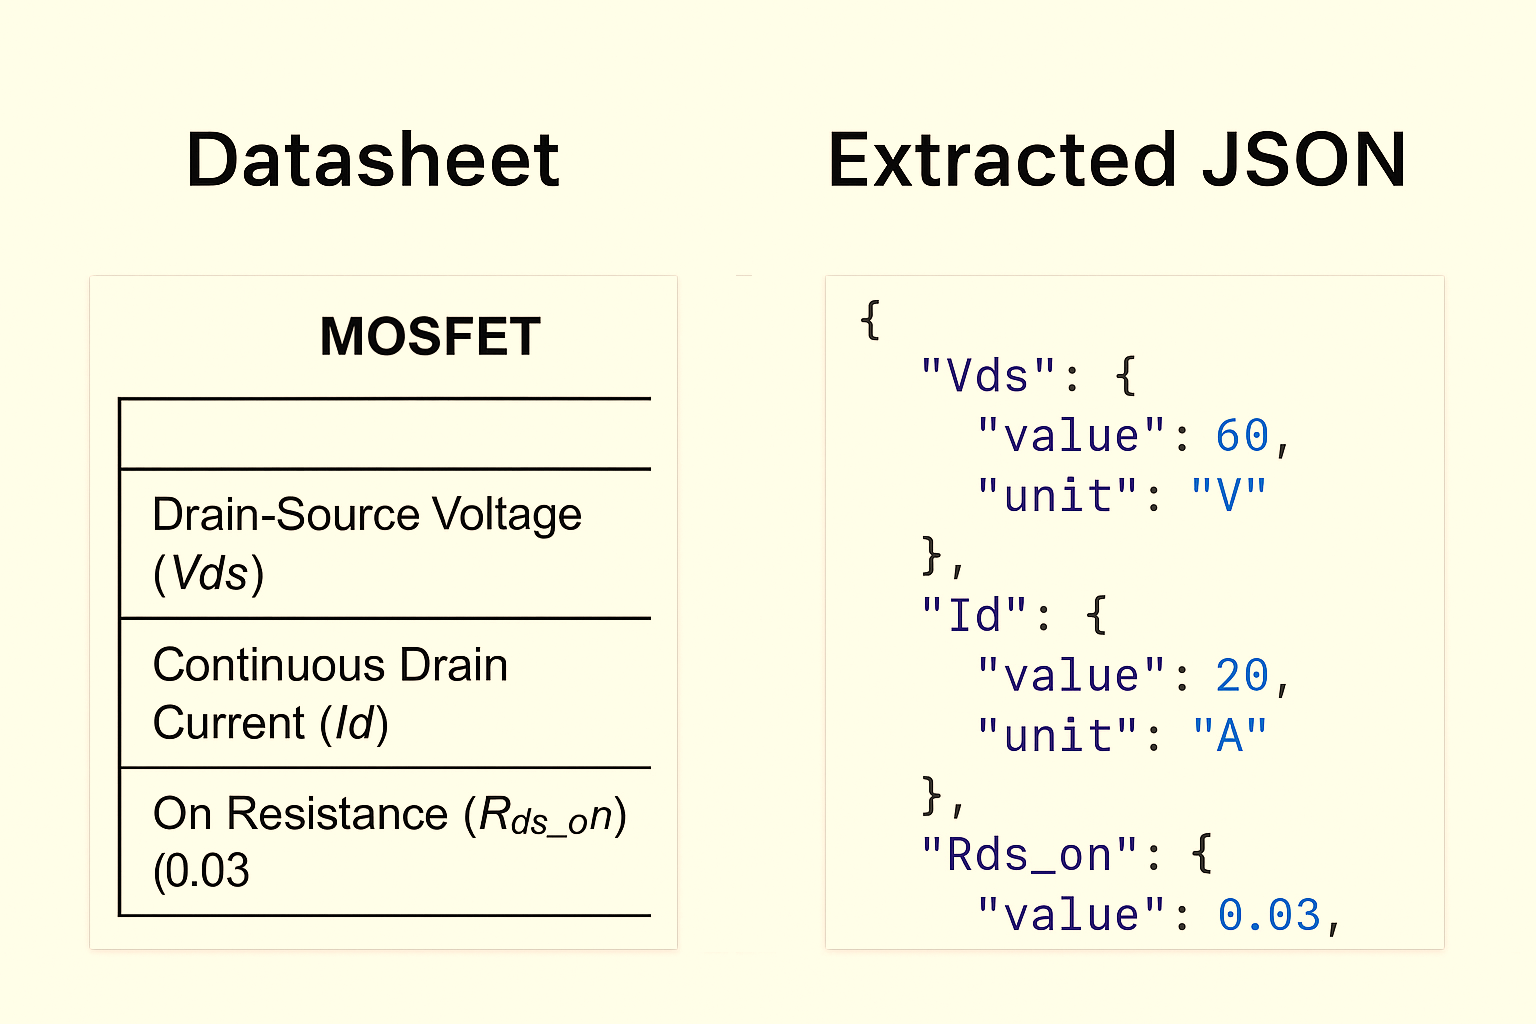 Datasheet
MOSFET
Drain-Source Voltage
(Vds)
Continuous Drain
Current (Id)
On Resistance (Rds_on)
(0.03
Extracted JSON
{
"Vds": {
"value": 60,
"unit": "V"
},
"Id": {
"value": 20,
"unit": "A"
},
"Rds_on": {
"value": 0.03,